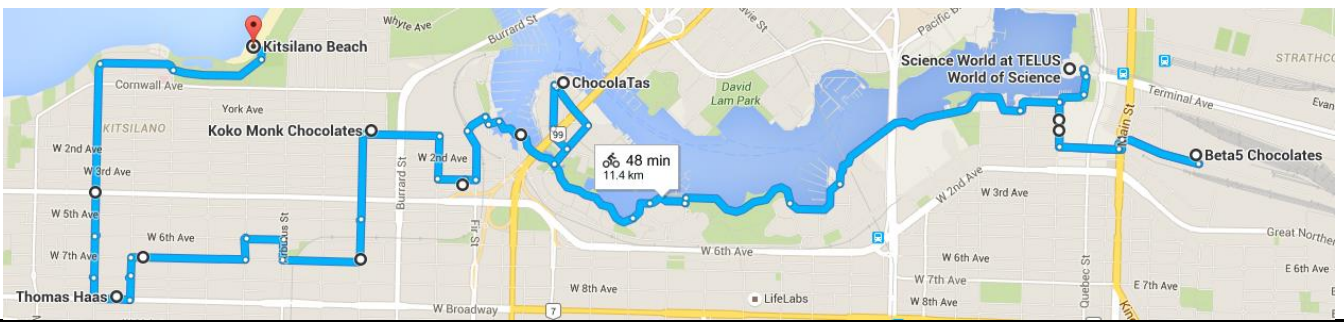 Whyte Ave
Burrard St
Pacific B
Kitsilano Beach
Science World at TELUS
World of Science
STRATHCO
Cornwall Ave
ChocolaTas
David
Lam Park
Terminal Ave
York Ave
Evan
KITSILANO
Koko Monk Chocolates
99
Main St
W 2nd Ave
W 2nd Ave
48 min
11.4 km
Beta5 Chocolates
W 3rd Ave
Burrard St
W 2nd Ave
W 3rd Ave
W 5th Ave
Fir St
W 6th Ave
Great Norther
W 6th Ave
W 7th Ave
W 6th Ave
E 6th Ave
Quebec St
W 7th Ave
E 7th Ave
Thomas Haas
W 8th Ave
LifeLabs
W 8th Ave
W Broadway
7
King